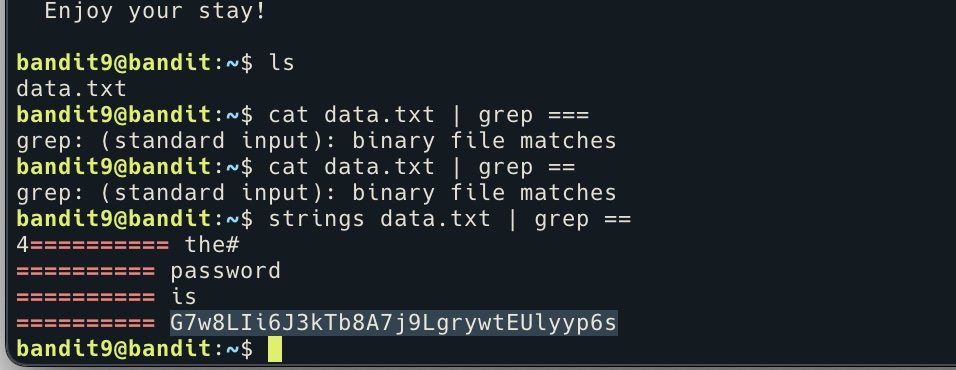 Enjoy your stay!
bandit9@bandit:~$ ls
data.txt
bandit9@bandit:~$ cat data.txt | grep ===
grep: (standard input): binary file matches
bandit9@bandit:~$ cat data.txt | grep ==
grep: (standard input): binary file matches
bandit9@bandit:~$ strings data.txt | grep ==
4========== the#
========== password
========== is
========== G7w8LIi6J3kTb8A7j9LgrywtEUlyyp6s
bandit9@bandit:~$